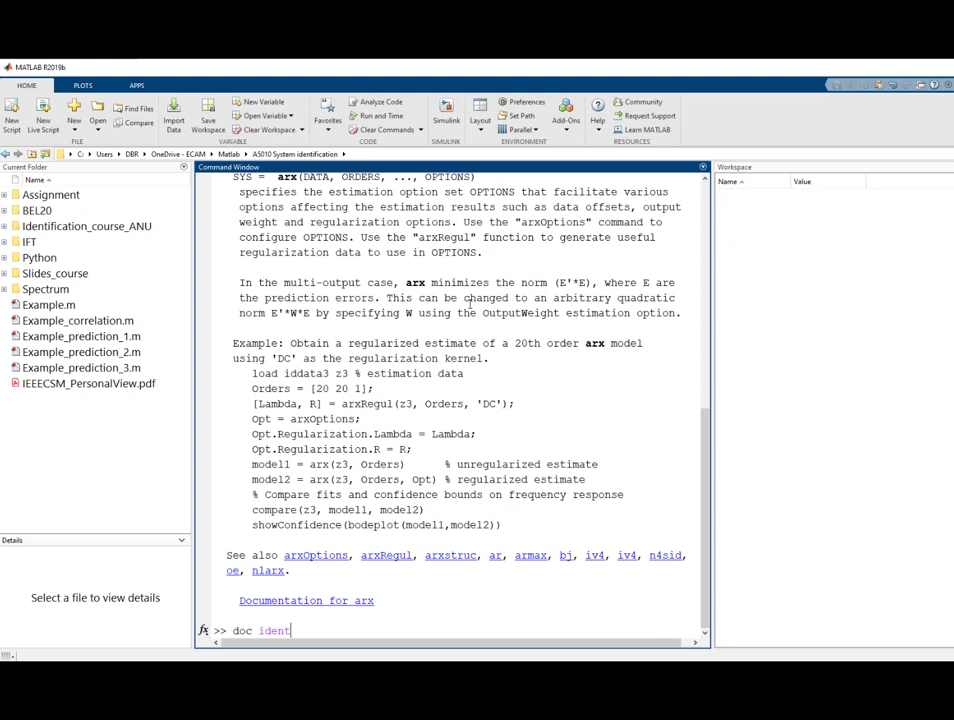 MATLAB R2019b
HOME PLOTS APPS
New Script
New Live Script
New
Open
Find Files
Compare
Import Data
Save Workspace
New Variable
Open Variable
Clear Workspace
Favorites
Analyze Code
Run and Time
Clear Commands
Simulink
Layout
Preferences
Set Path
Parallel
Add-Ons
Help
Community
Request Support
Learn MATLAB
FILE VARIABLE CODE SIMULINK ENVIRONMENT RESOURCES
C: Users DBR OneDrive - ECAM Matlab A5010 System identification
Current Folder
Name
Assignment
BEL20
Identification_course_ANU
IFT
Python
Slides_course
Spectrum
Example.m
Example_correlation.m
Example_prediction_1.m
Example_prediction_2.m
Example_prediction_3.m
IEEECSM_PersonalView.pdf
Details
Select a file to view details
Command Window
SYS = arx(DATA, ORDERS, ..., OPTIONS)
specifies the estimation option set OPTIONS that facilitate various
options affecting the estimation results such as data offsets, output
weight and regularization options. Use the "arxOptions" command to
configure OPTIONS. Use the "arxRegul" function to generate useful
regularization data to use in OPTIONS.
In the multi-output case, arx minimizes the norm (E'*E), where E are
the prediction errors. This can be changed to an arbitrary quadratic
norm E'*W*E by specifying W using the OutputWeight estimation option.
Example: Obtain a regularized estimate of a 20th order arx model
using 'DC' as the regularization kernel.
load iddata3 z3 % estimation data
Orders = [20 20 1];
[Lambda, R] = arxRegul(z3, Orders, 'DC');
Opt = arxOptions;
Opt.Regularization.Lambda = Lambda;
Opt.Regularization.R = R;
model1 = arx(z3, Orders) % unregularized estimate
model2 = arx(z3, Orders, Opt) % regularized estimate
% Compare fits and confidence bounds on frequency response
compare(z3, model1, model2)
showConfidence(bodeplot(model1,model2))
See also arxOptions, arxRegul, arxstruc, ar, armax, bj, iv4, iv4, n4sid,
oe, nlarx.
Documentation for arx
fx >> doc ident
Workspace
Name Value